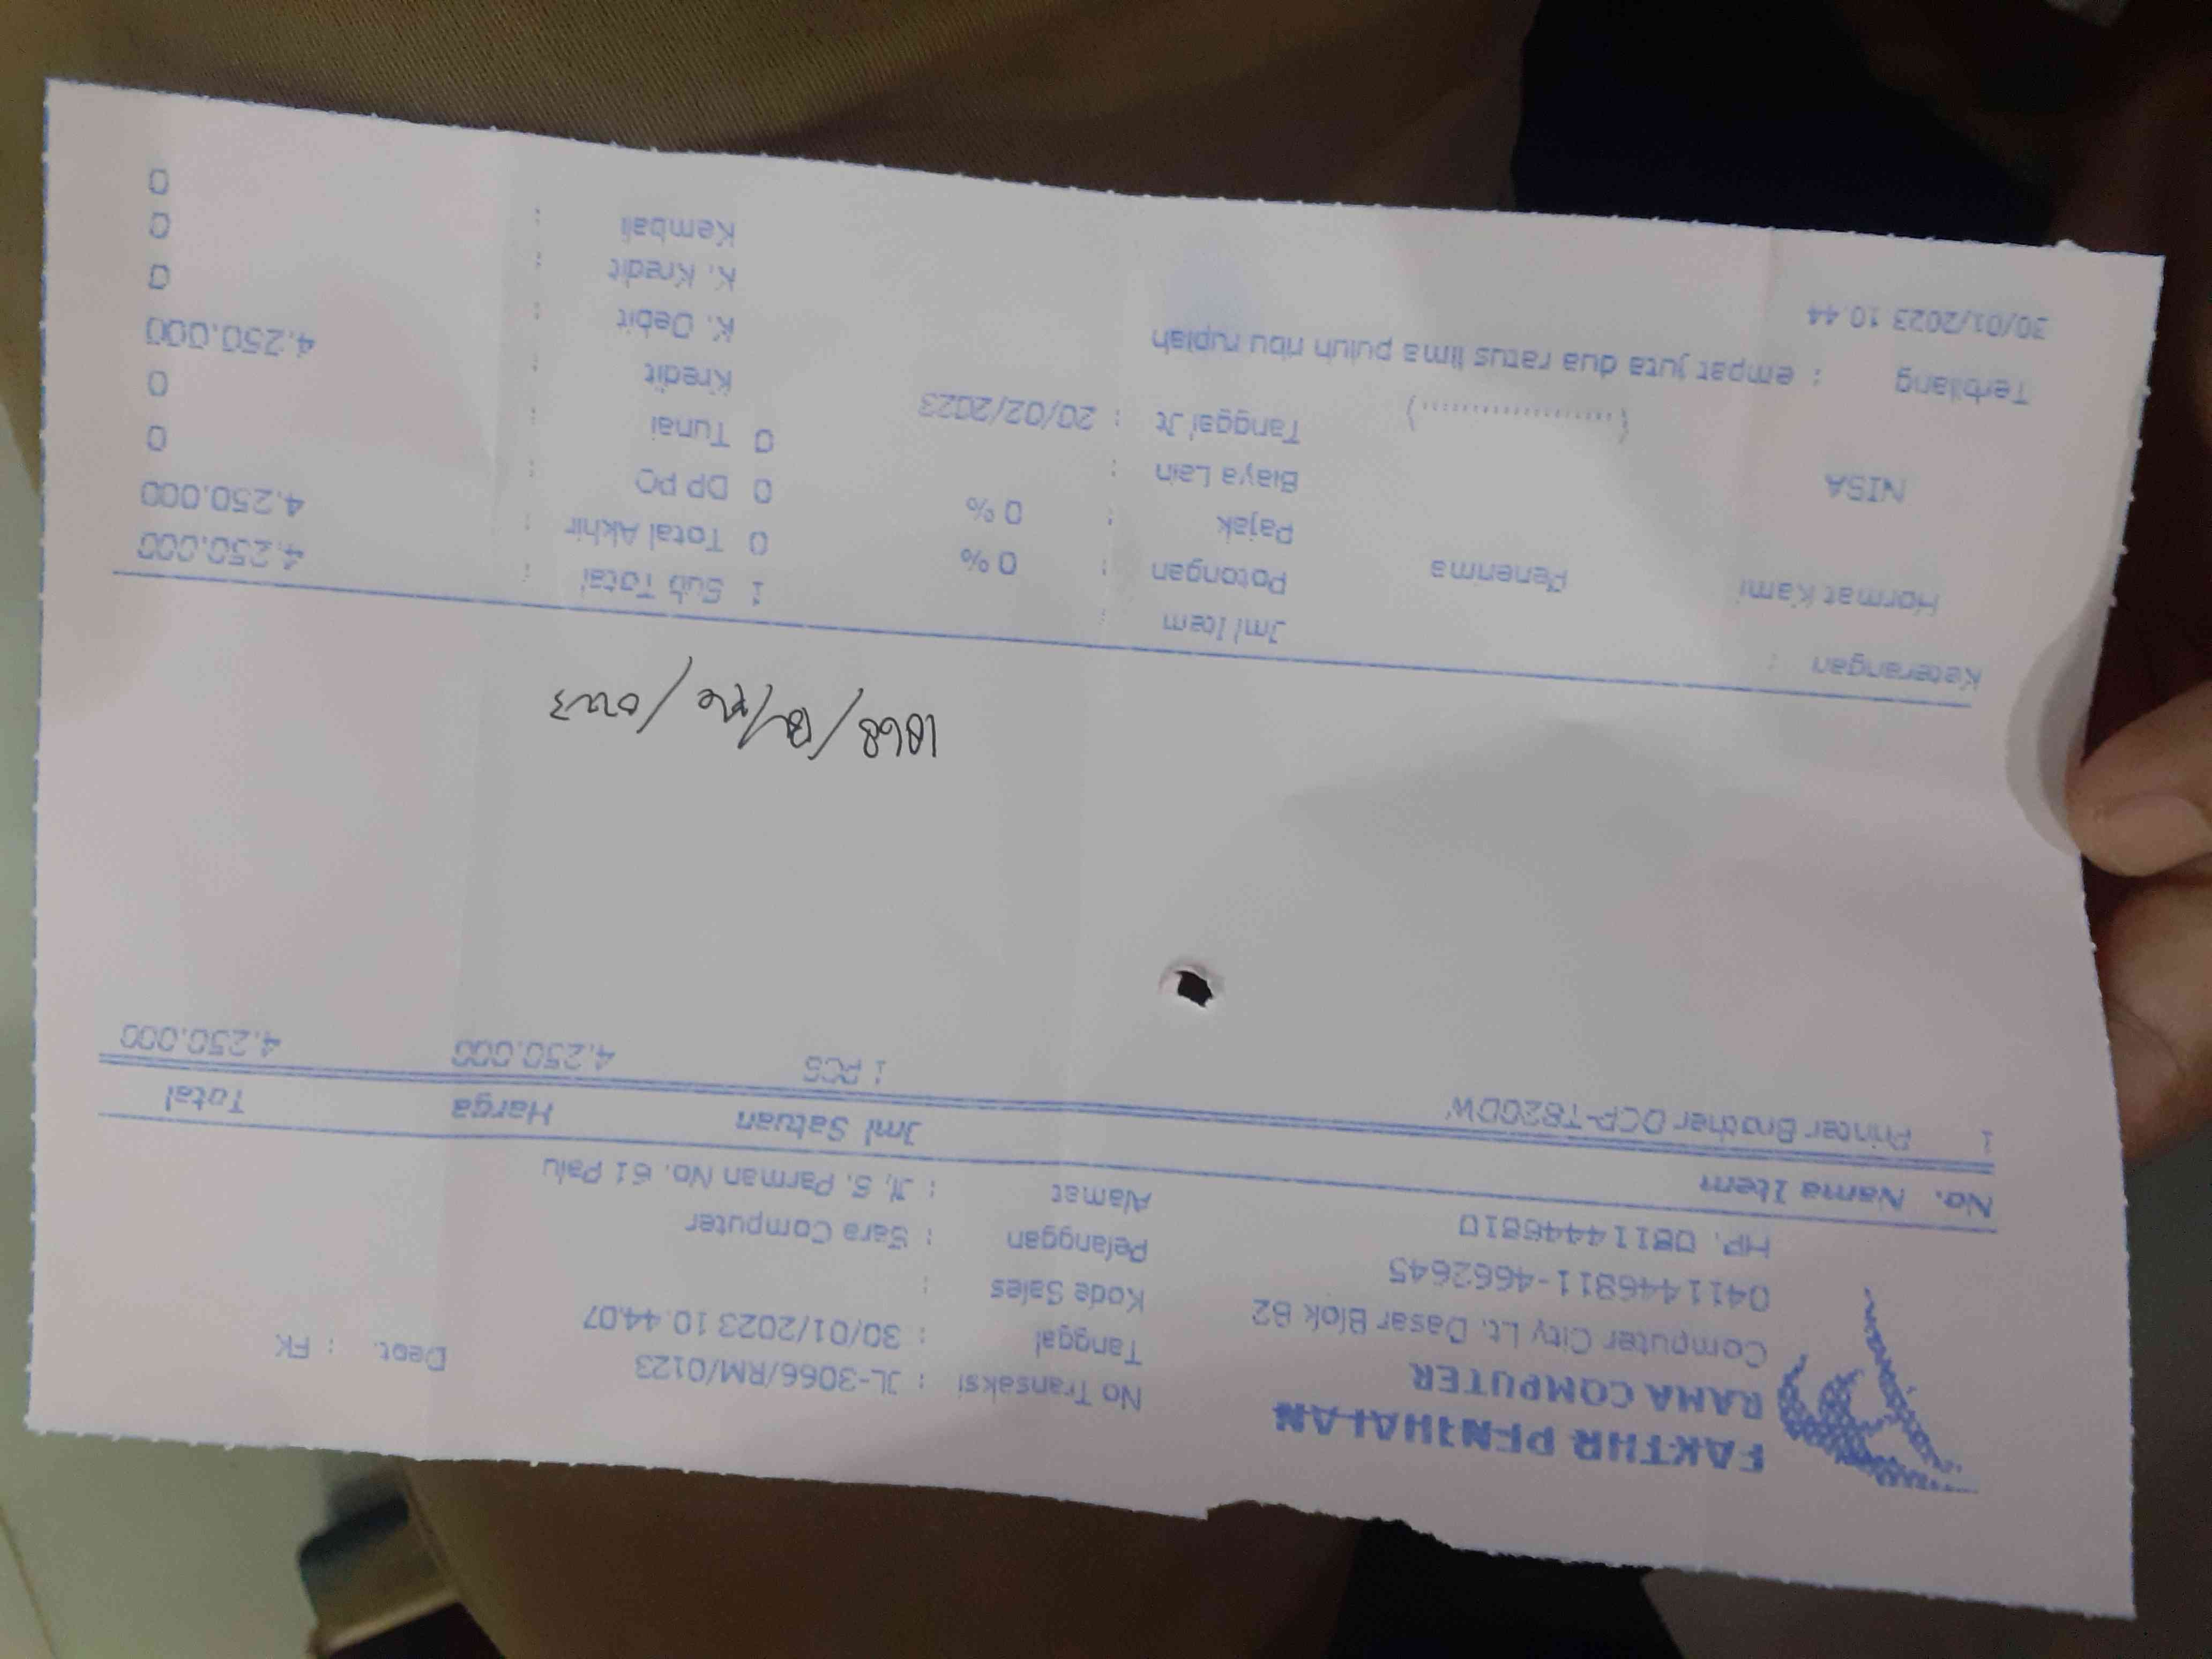 FAKTUR PENJUALAN
RAMA COMPUTER
Computer City Lt. Dasar Blok B2
0411446811-4662645
HP. 0811446810
No Transaksi : JL-3066/RM/0123 Dept. : FK
Tanggal : 30/01/2023 10.44.07
Kode Sales :
Pelanggan : Sara Computer
Alamat : Jl, S. Parman No. 61 Palu
No. Nama Item Jml Satuan Harga Total
1 Printer Brother DCP-T820DW 1 PCS 4.250.000 4.250.000
Keterangan :
Hormat Kami Penerima
NISA (......................)
Jml Item : 1
Potongan : 0 % 0
Pajak : 0 % 0
Biaya Lain : 0
Tanggal Jt : 20/02/2023
Sub Total : 4.250.000
Total Akhir : 4.250.000
DP PO : 0
Tunai : 0
Kredit : 4.250.000
K. Debit : 0
K. Kredit : 0
Kembali : 0
Terbilang : empat juta dua ratus lima puluh ribu rupiah
30/01/2023 10 44